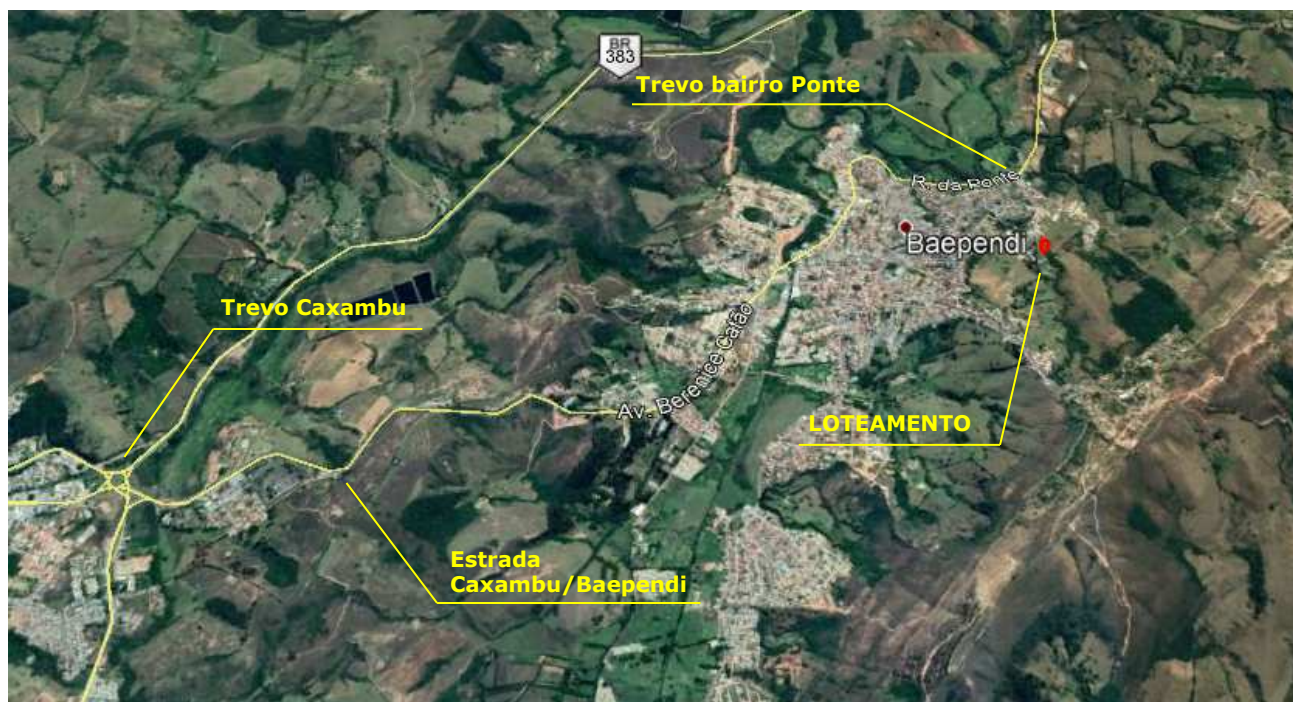 BR
383
Trevo bairro Ponte
R. da Ponte
Baependi
Trevo Caxambu
Av. Berenice Catão
LOTEAMENTO
Estrada
Caxambu/Baependi